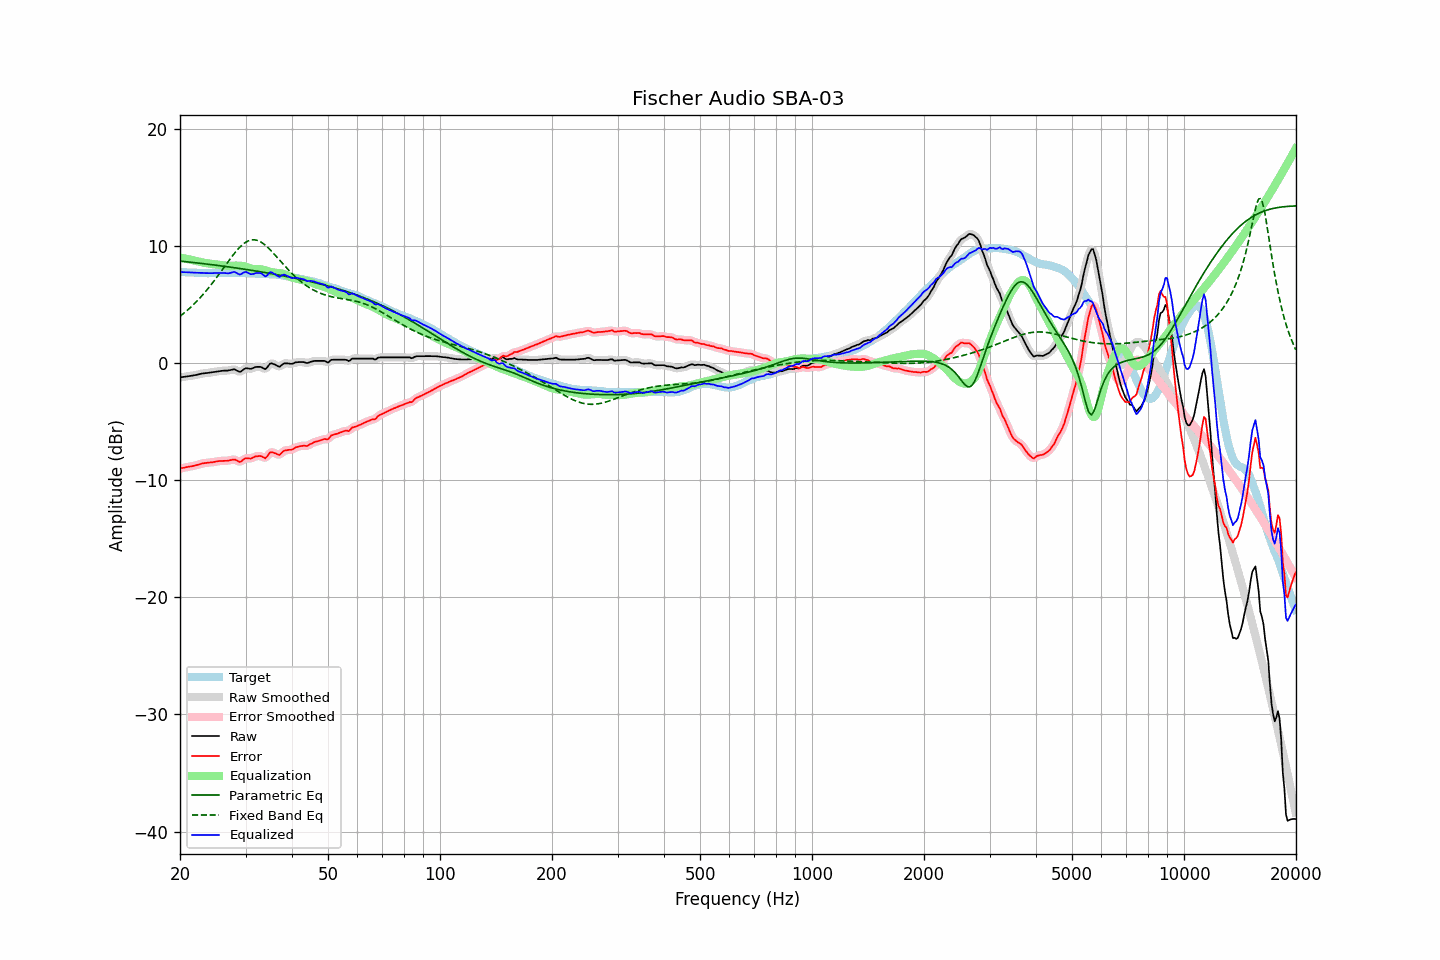 Fischer Audio SBA-03
20
10
0
−10
−20
−30
−40
Amplitude (dBr)
Target
Raw Smoothed
Error Smoothed
Raw
Error
Equalization
Parametric Eq
Fixed Band Eq
Equalized
20 50 100 200 500 1000 2000 5000 10000 20000
Frequency (Hz)